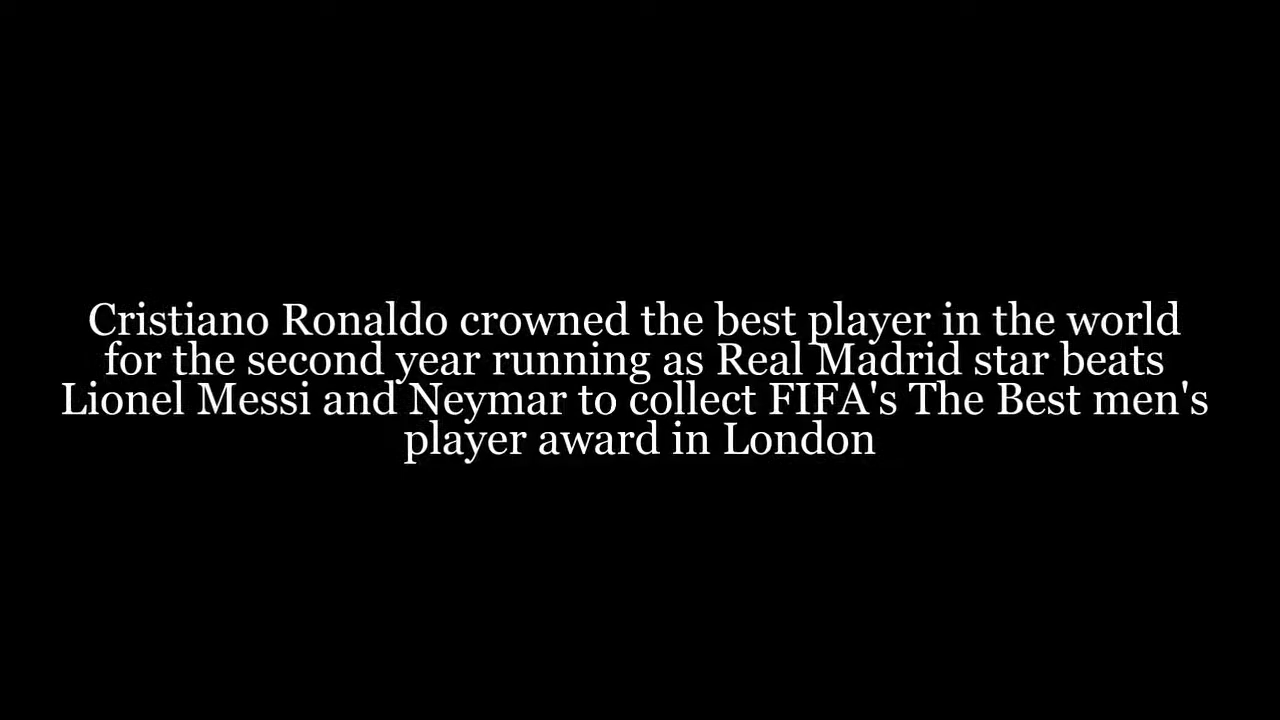 Cristiano Ronaldo crowned the best player in the world
for the second year running as Real Madrid star beats
Lionel Messi and Neymar to collect FIFA's The Best men's
player award in London